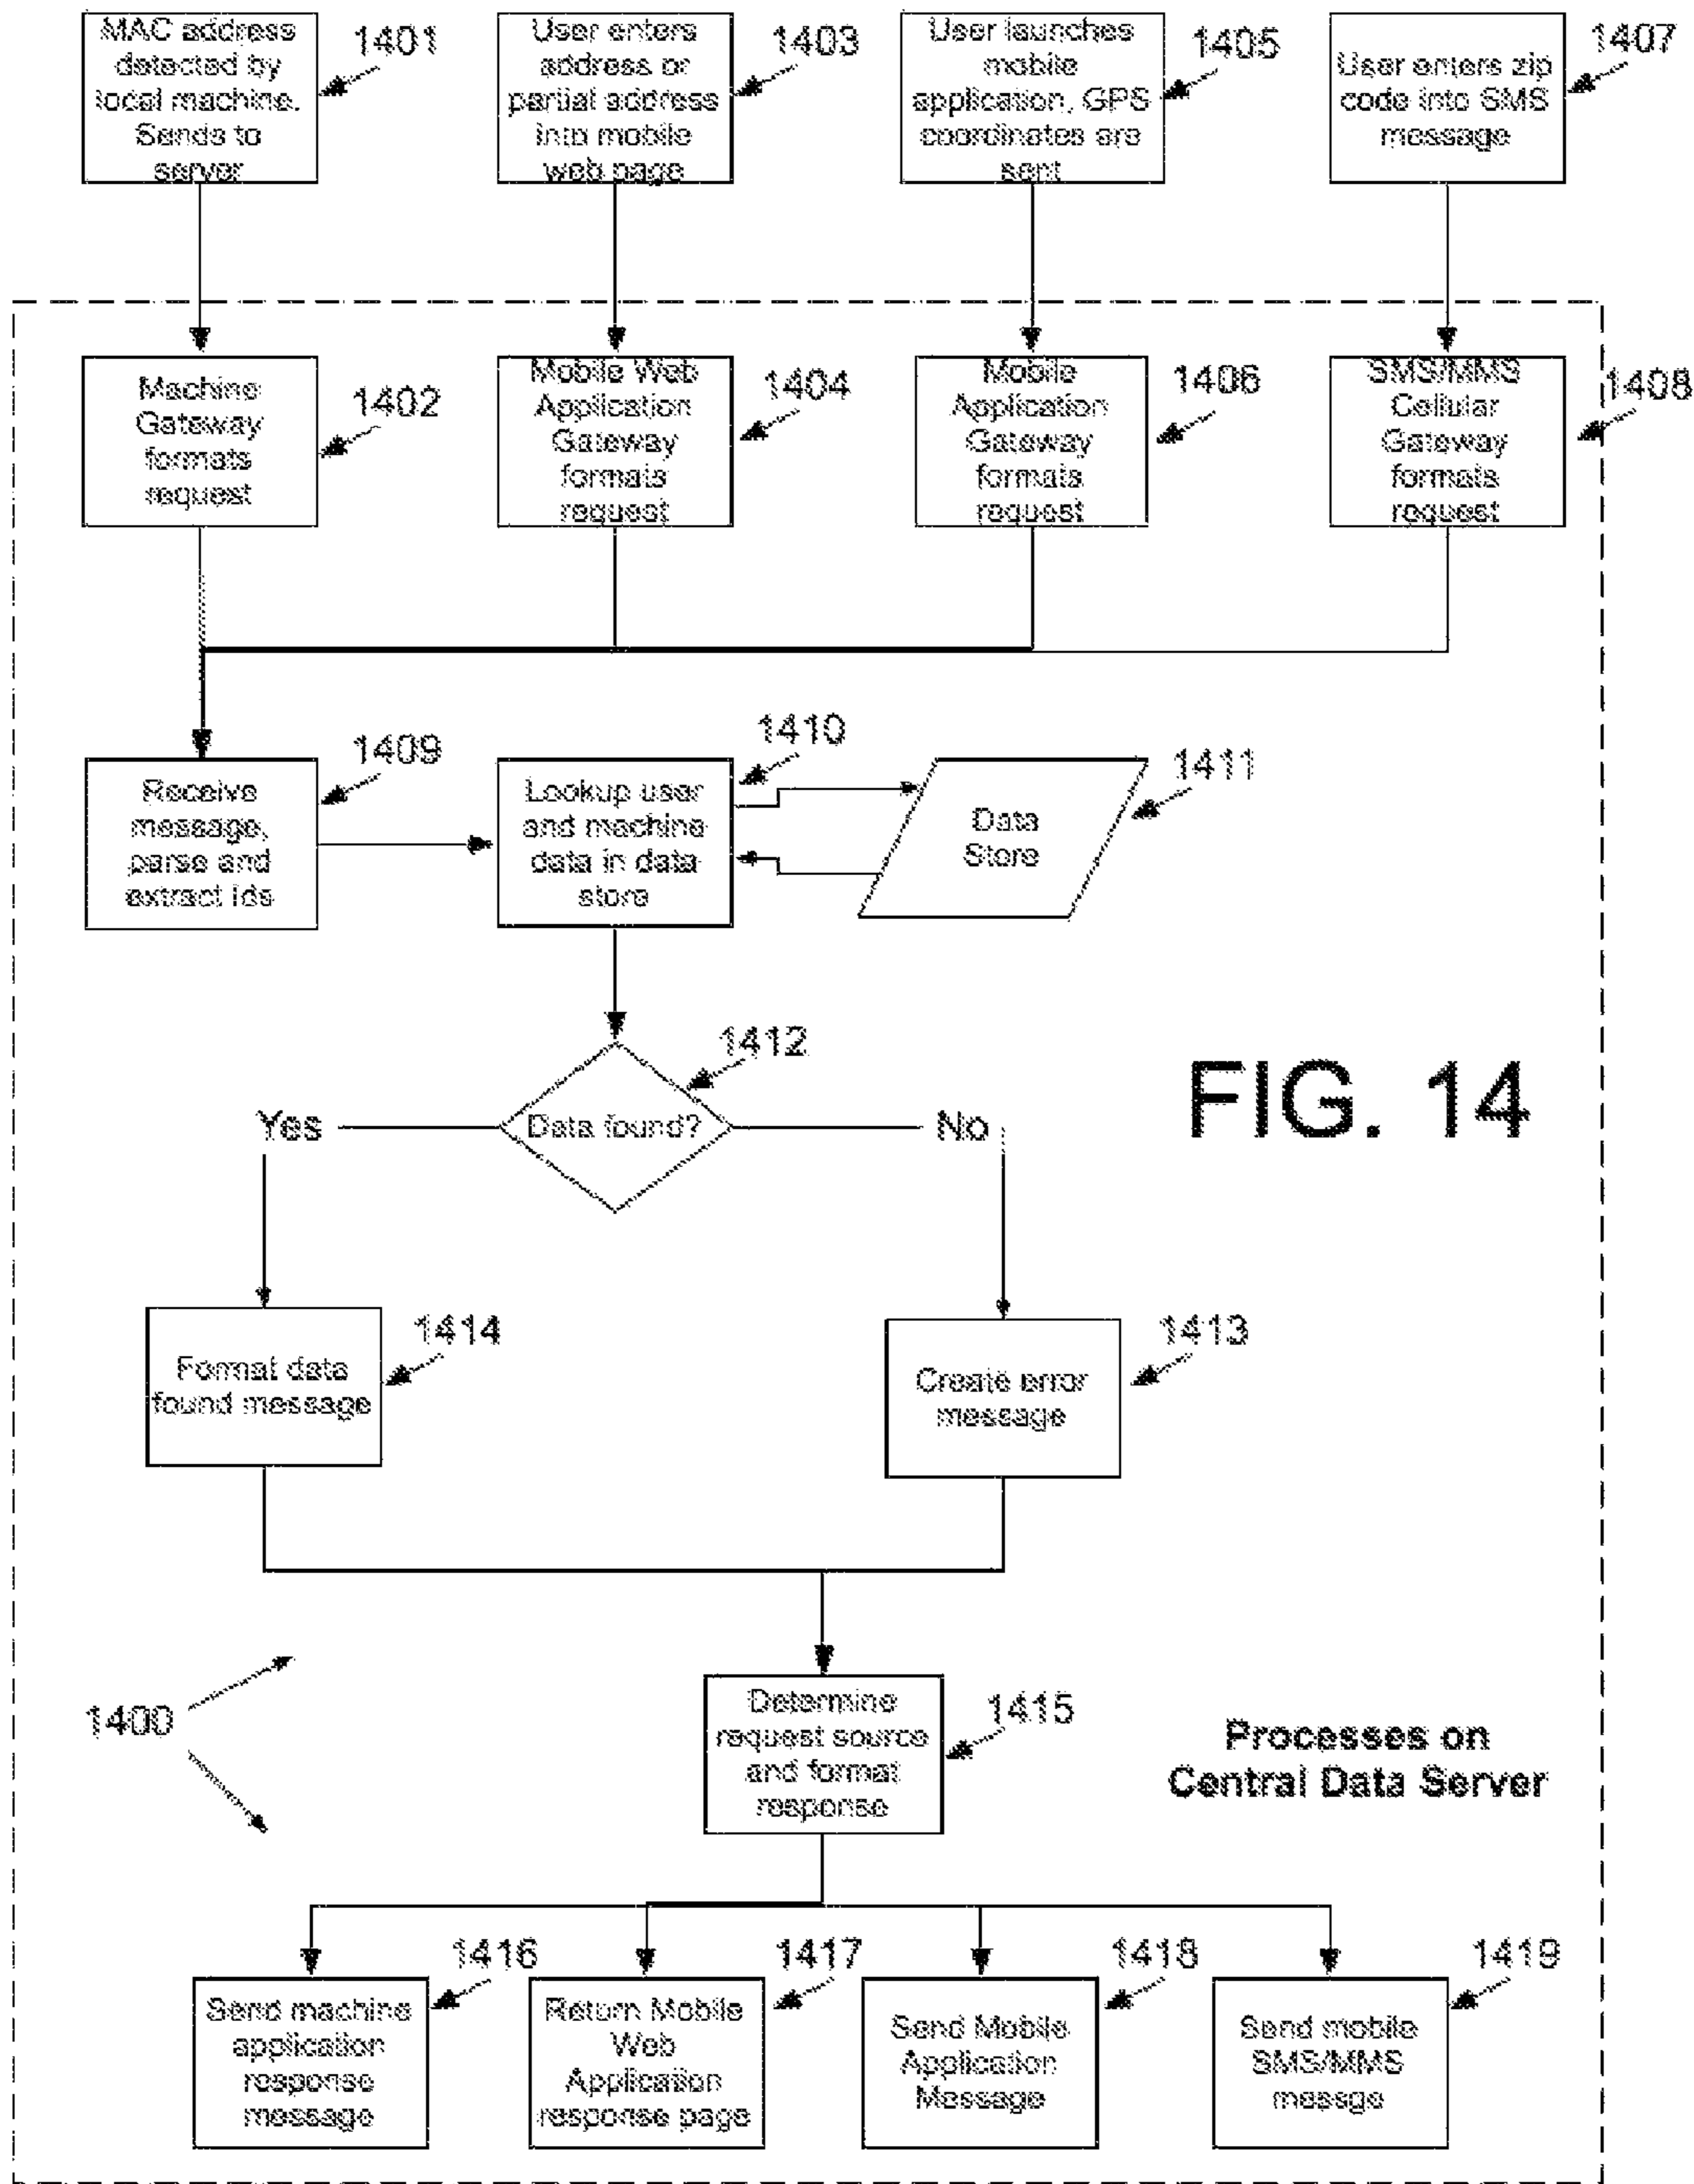 MAC address
detected by
local machine.
Sends to
server
1401
User enters
address or
partial address
into mobile
web page
1403
User launches
mobile
application, GPS
coordinates are
sent
1405
User enters zip
code into SMS
message
1407
Machine
Gateway
formats
request
1402
Mobile Web
Application
Gateway
formats
request
1404
Mobile
Application
Gateway
formats
request
1406
SMS/MMS
Cellular
Gateway
formats
request
1408
Receive
message,
parse and
extract ids
1409
Lookup user
and machine
data in data
store
1410
Data
Store
1411
1412
Yes
Data found?
No
FIG. 14
Format data
found message
1414
Create error
message
1413
1400
Determine
request source
and format
response
1415
Processes on
Central Data Server
Send machine
application
response
message
1416
Return Mobile
Web
Application
response page
1417
Send Mobile
Application
Message
1418
Send mobile
SMS/MMS
messge
1419